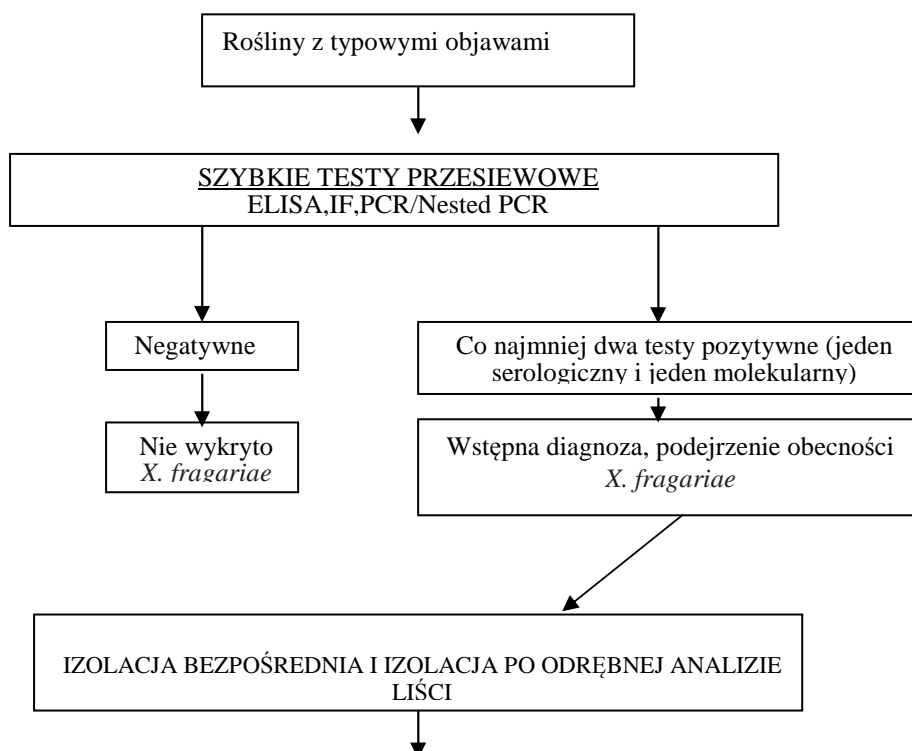 Rośliny z typowymi objawami
SZYBKIE TESTY PRZESIEWOWE
ELISA,IF,PCR/Nested PCR
Negatywne
Co najmniej dwa testy pozytywne (jeden
serologiczny i jeden molekularny)
Nie wykryto
X. fragariae
Wstępna diagnoza, podejrzenie obecności
X. fragariae
IZOLACJA BEZPOŚREDNIA I IZOLACJA PO ODRĘBNEJ ANALIZIE
LIŚCI